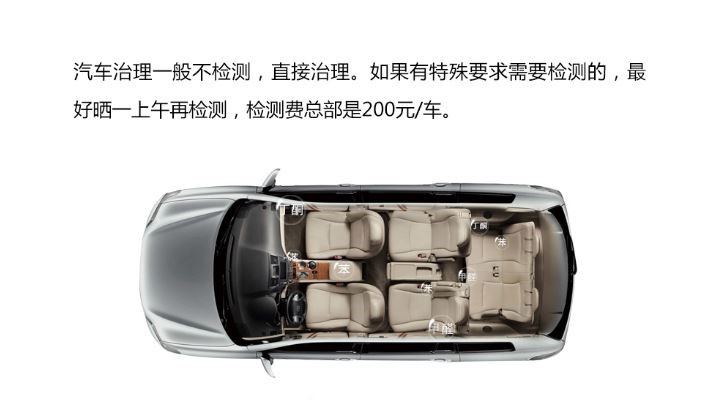 汽车治理一般不检测，直接治理。如果有特殊要求需要检测的，最
好晒一上午再检测，检测费总部是200元/车。
丁酮
丁酮
苯
苯
苯
甲醛
苯
甲醛